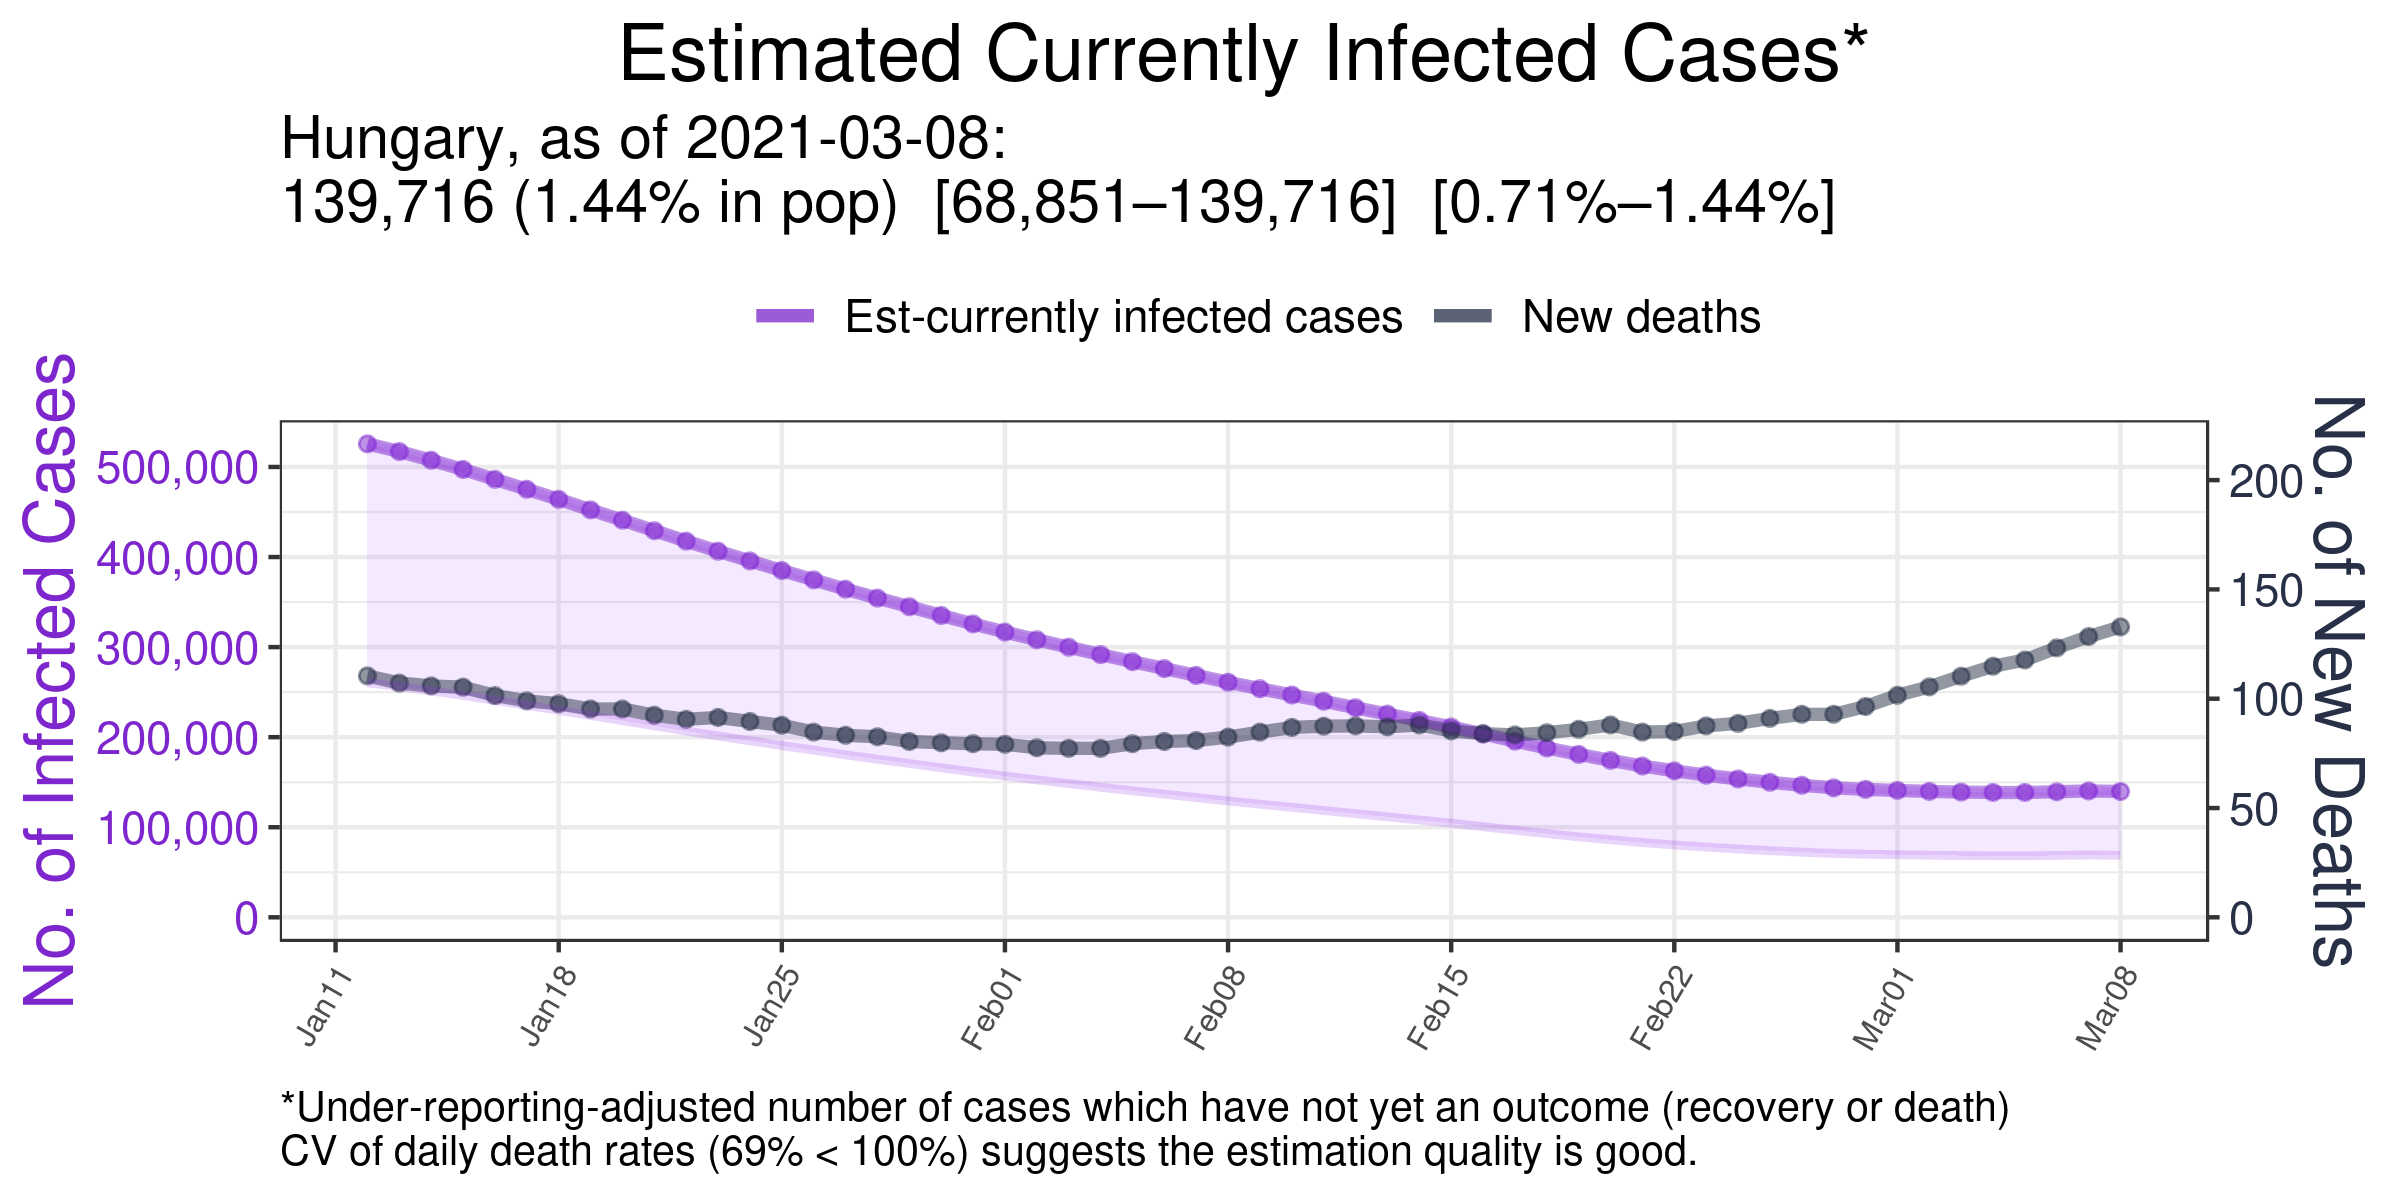 Estimated Currently Infected Cases*
Hungary, as of 2021-03-08:
139,716 (1.44% in pop)  [68,851–139,716]  [0.71%–1.44%]
Est-currently infected cases
New deaths
No. of Infected Cases
500,000
400,000
300,000
200,000
100,000
0
No. of New Deaths
200
150
100
50
0
Jan11
Jan18
Jan25
Feb01
Feb08
Feb15
Feb22
Mar01
Mar08
*Under-reporting-adjusted number of cases which have not yet an outcome (recovery or death)
CV of daily death rates (69% < 100%) suggests the estimation quality is good.